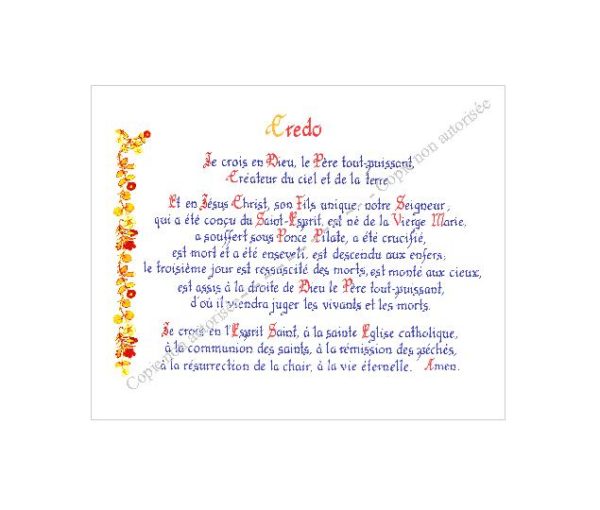 Credo
Je crois en Dieu, le Père tout-puissant,
Créateur du ciel et de la terre.
Et en Jésus Christ, son Fils unique, notre Seigneur ;
qui a été conçu du Saint-Esprit, est né de la Vierge Marie,
a souffert sous Ponce Pilate, a été crucifié,
est mort et a été enseveli, est descendu aux enfers;
le troisième jour est ressuscité des morts, est monté aux cieux,
est assis à la droite de Dieu le Père tout-puissant,
d'où il viendra juger les vivants et les morts.
Je crois en l'Esprit Saint, à la sainte Eglise catholique,
à la communion des saints, à la rémission des péchés,
à la résurrection de la chair, à la vie éternelle. Amen.
Copie non autorisée --- Copie non autorisée